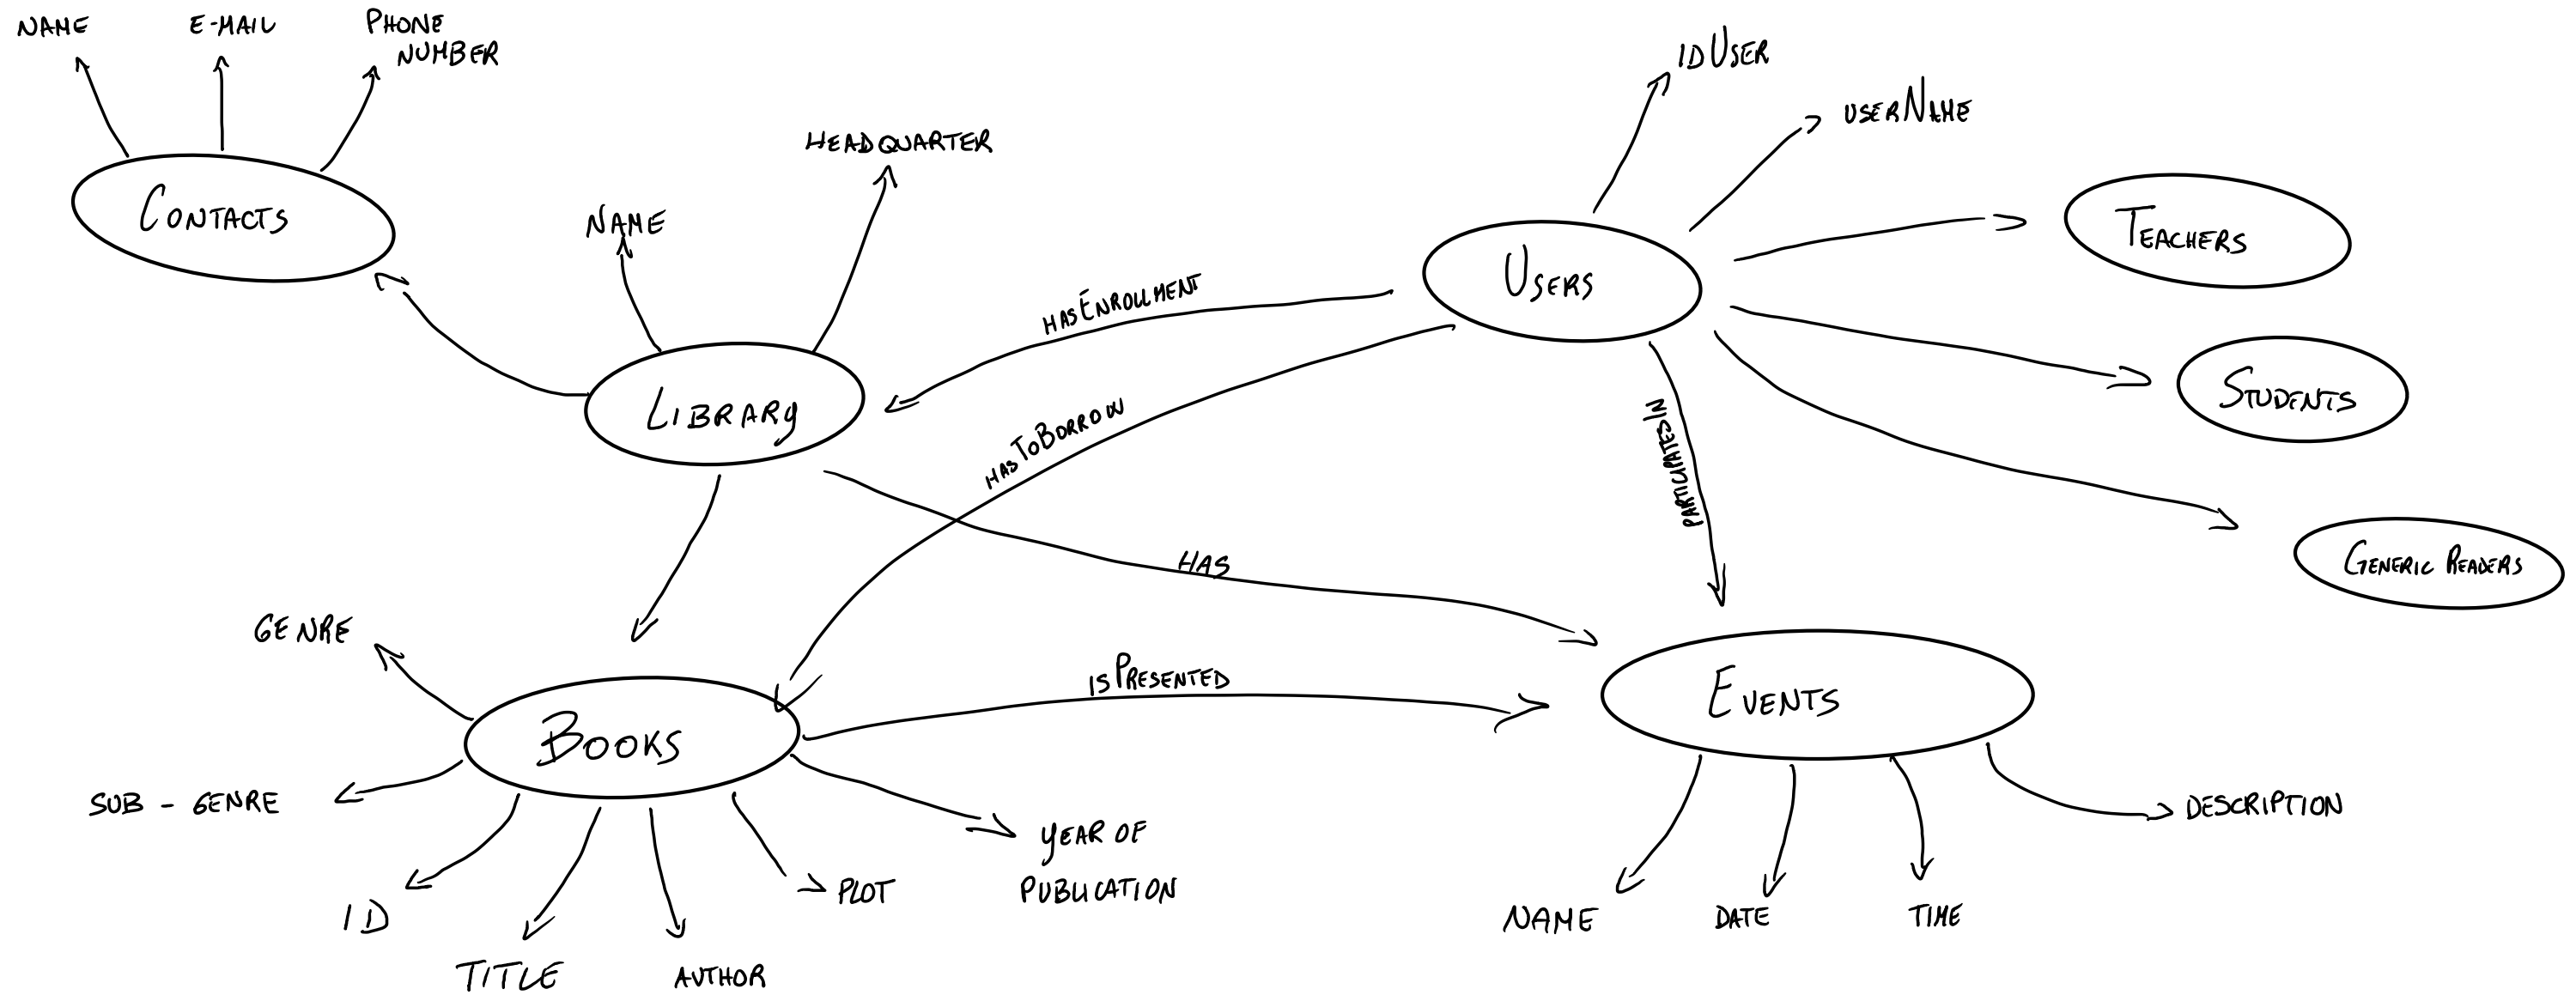 NAME
E-MAIL
PHONE
NUMBER
CONTACTS
NAME
HEADQUARTER
LIBRARY
IDUSER
USERNAME
USERS
TEACHERS
STUDENTS
GENERIC READERS
HASENROLLMENT
HASTOBORROW
PARTICIPATESIN
HAS
ISPRESENTED
GENRE
SUB - GENRE
BOOKS
ID
TITLE
AUTHOR
PLOT
YEAR OF
PUBLICATION
EVENTS
NAME
DATE
TIME
DESCRIPTION